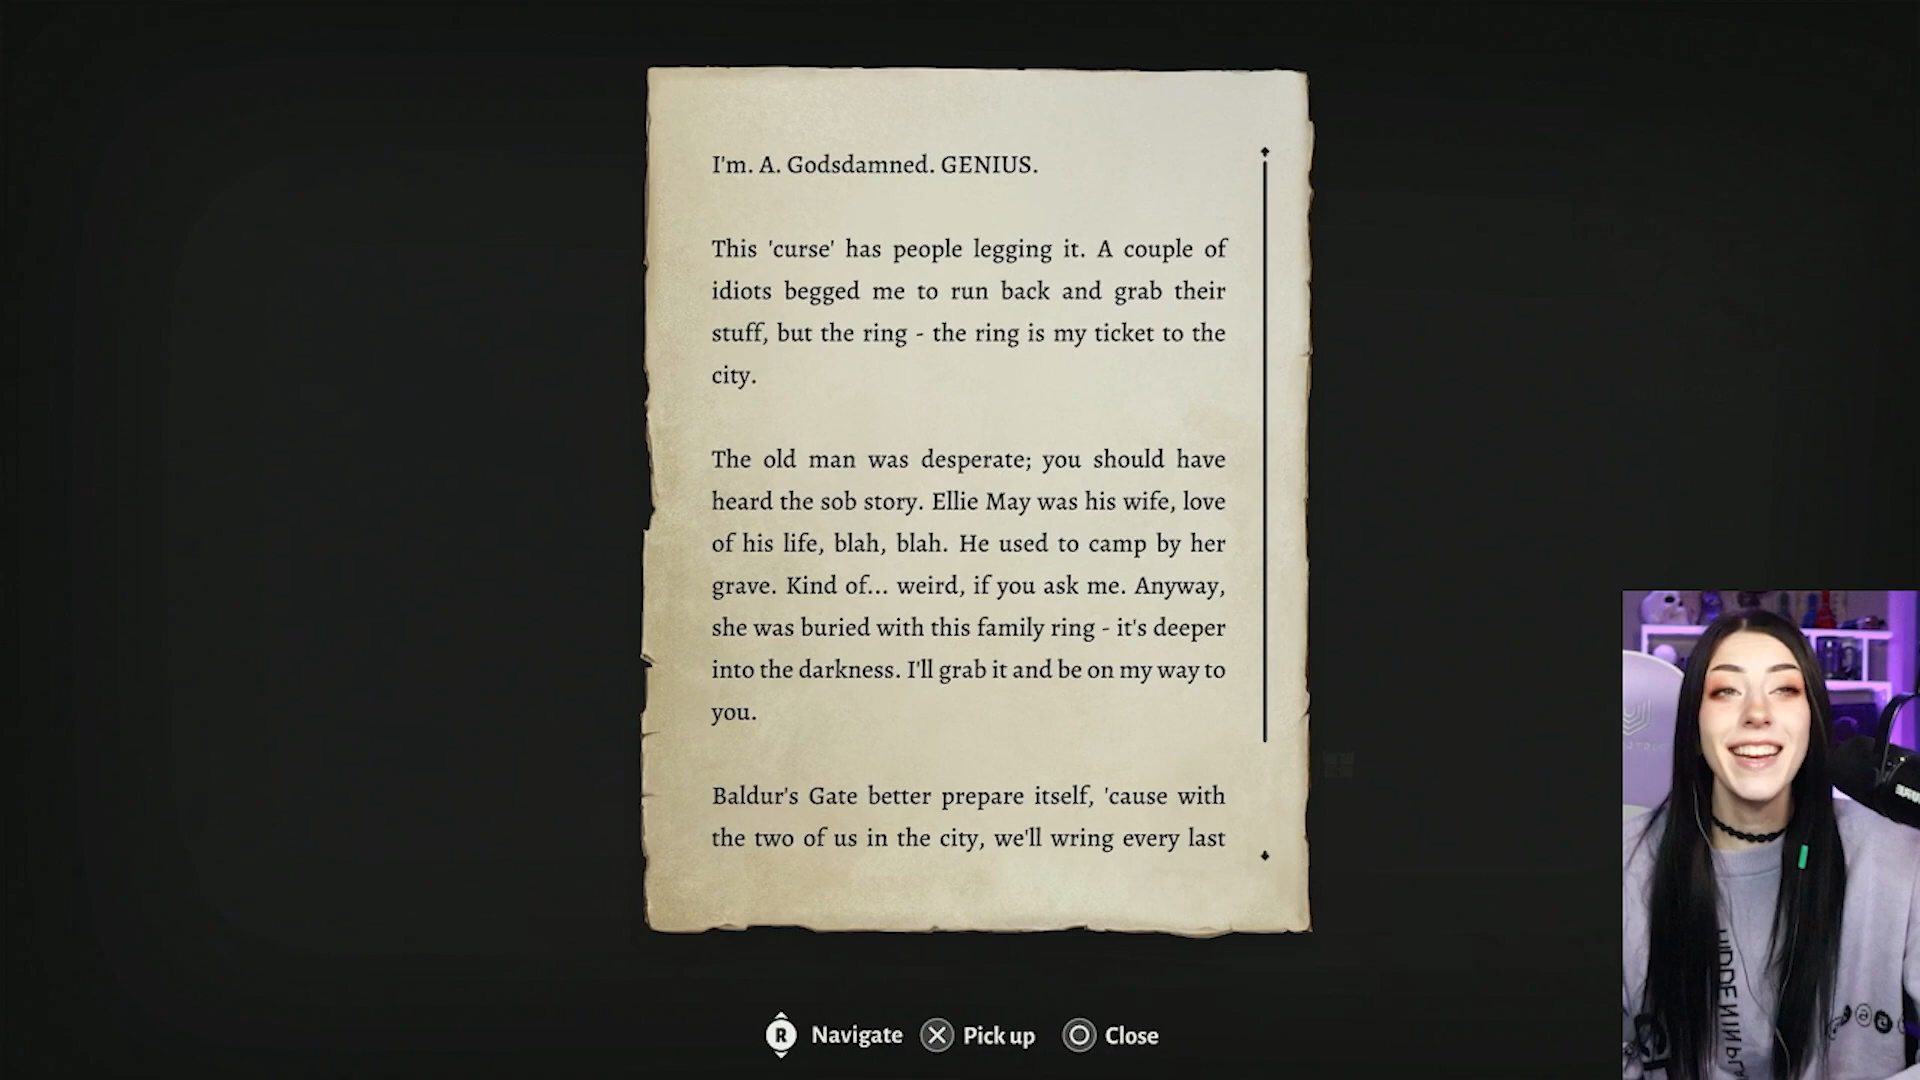 I'm. A. Godsdamned. GENIUS.
This 'curse' has people legging it. A couple of
idiots begged me to run back and grab their
stuff, but the ring - the ring is my ticket to the
city.
The old man was desperate; you should have
heard the sob story. Ellie May was his wife, love
of his life, blah, blah. He used to camp by her
grave. Kind of... weird, if you ask me. Anyway,
she was buried with this family ring - it's deeper
into the darkness. I'll grab it and be on my way to
you.
Baldur's Gate better prepare itself, 'cause with
the two of us in the city, we'll wring every last
R Navigate Pick up Close